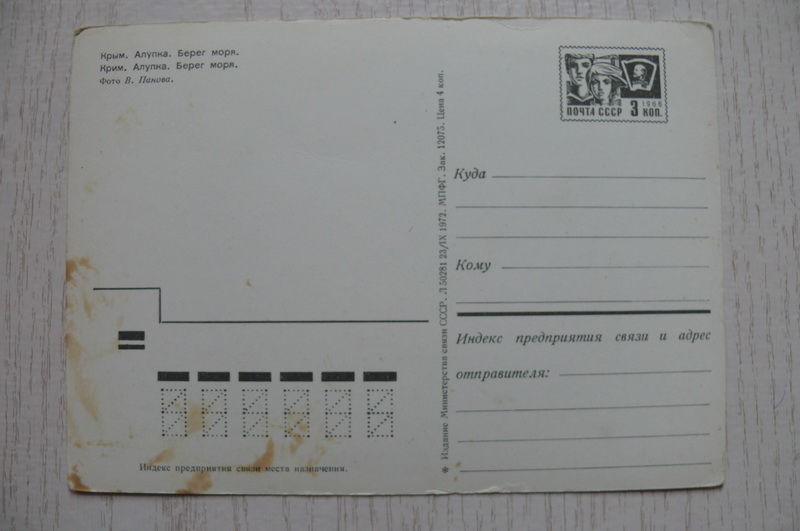 Крым. Алупка. Берег моря.
Крим. Алупка. Берег моря.
Фото В. Панова.
1966
ПОЧТА СССР 3 КОП.
Куда
Кому
Индекс предприятия связи и адрес
отправителя:
✻ Издание Министерства связи СССР. Л 50281 23/IX 1972. МПФГ. Зак. 12075. Цена 4 коп.
Индекс предприятия связи места назначения.